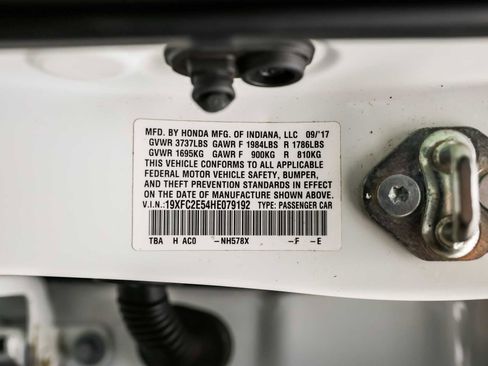 MFD. BY HONDA MFG. OF INDIANA, LLC 09/'17
GVWR 3737LBS GAWR F 1984LBS R 1786LBS
GVWR 1695KG GAWR F 900KG R 810KG
THIS VEHICLE CONFORMS TO ALL APPLICABLE
FEDERAL MOTOR VEHICLE SAFETY, BUMPER,
AND THEFT PREVENTION STANDARDS IN EFFECT
ON THE DATE OF MANUFACTURE SHOWN ABOVE.
V.I.N.: 19XFC2E54HE079192 TYPE: PASSENGER CAR
TBA H AC0 -NH578X -F -E